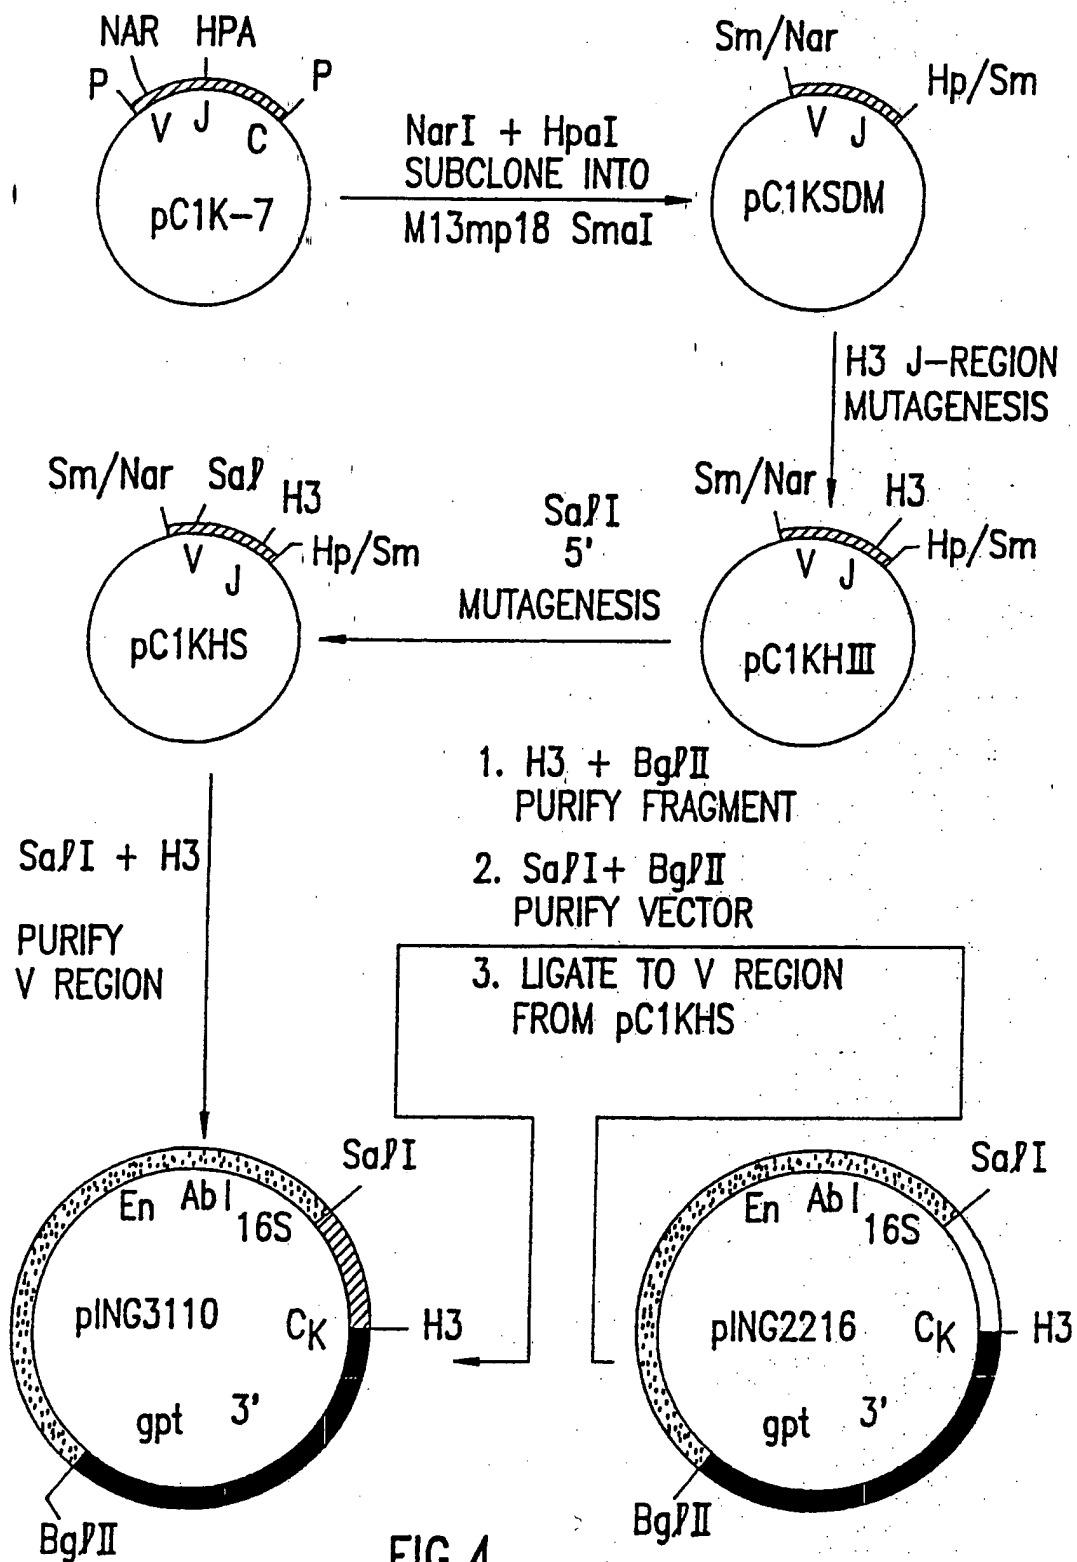 NAR HPA
P P
V J C
pC1K-7
NarI + HpaI
SUBCLONE INTO
M13mp18 SmaI
Sm/Nar
Hp/Sm
V J
pC1KSDM
H3 J-REGION
MUTAGENESIS
Sm/Nar H3
Hp/Sm
V J
pC1KHIII
SalI
5'
MUTAGENESIS
Sm/Nar Sal H3
Hp/Sm
V J
pC1KHS
SalI + H3
PURIFY
V REGION
1. H3 + BglII
PURIFY FRAGMENT
2. SalI+ BglII
PURIFY VECTOR
3. LIGATE TO V REGION
FROM pC1KHS
SalI
En AbI 16S
pING3110 CK H3
gpt 3'
BglII
SalI
En AbI 16S
pING2216 CK H3
gpt 3'
BglII
FIG.4